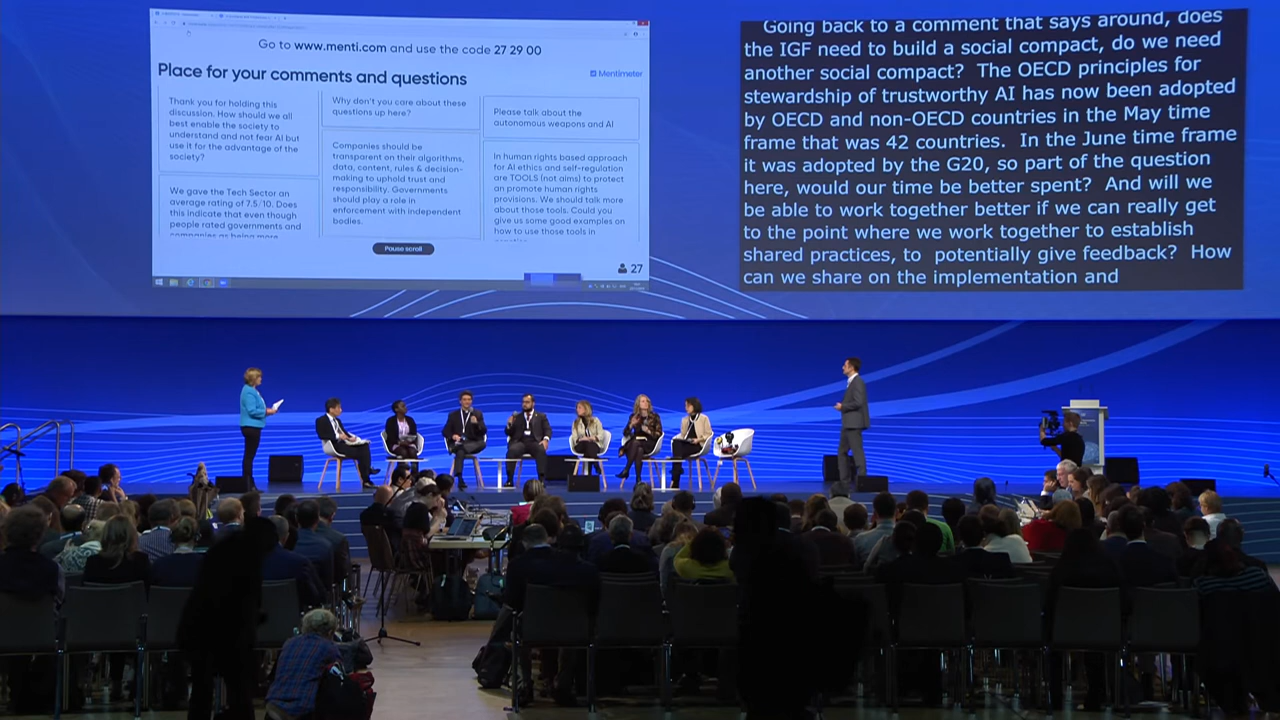 Go to www.menti.com and use the code 27 29 00
Place for your comments and questions
Mentimeter
Thank you for holding this
discussion. How should we all
best enable the society to
understand and not fear AI but
use it for the advantage of the
society?
We gave the Tech Sector an
average rating of 7.5/10. Does
this indicate that even though
people rated governments and
companies as being more
Why don't you care about these
questions up here?
Companies should be
transparent on their algorithms,
data, content, rules & decision-
making to uphold trust and
responsibility. Governments
should play a role in
enforcement with independent
bodies.
Please talk about the
autonomous weapons and AI
In human rights based approach
for AI ethics and self-regulation
are TOOLS (not aims) to protect
an promote human rights
provisions. We should talk more
about those tools. Could you
give us some good examples on
how to use those tools in
Pause scroll
27
Going back to a comment that says around, does
the IGF need to build a social compact, do we need
another social compact? The OECD principles for
stewardship of trustworthy AI has now been adopted
by OECD and non-OECD countries in the May time
frame that was 42 countries. In the June time frame
it was adopted by the G20, so part of the question
here, would our time be better spent? And will we
be able to work together better if we can really get
to the point where we work together to establish
shared practices, to potentially give feedback? How
can we share on the implementation and